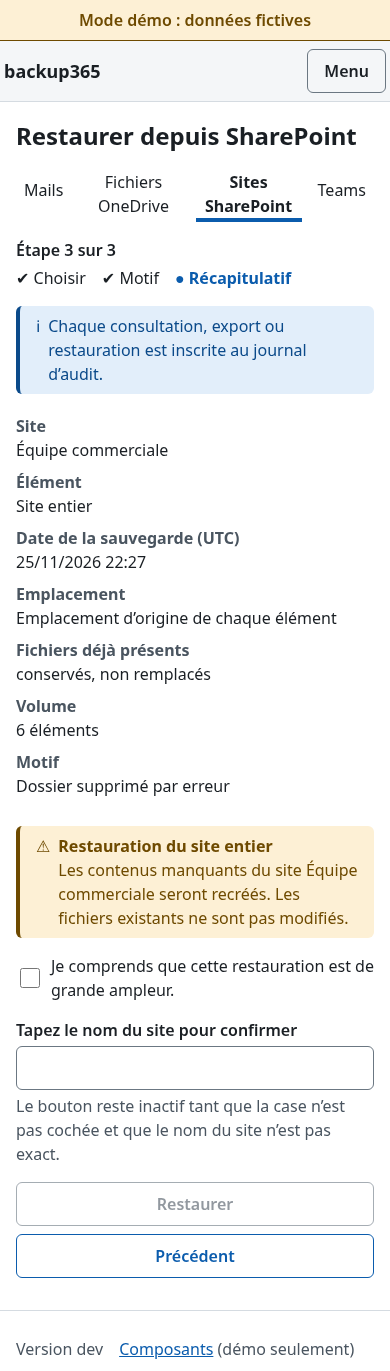 Mode démo : données fictives
backup365
Menu
Restaurer depuis SharePoint
Mails
Fichiers
OneDrive
Sites
SharePoint
Teams
Étape 3 sur 3
✔ Choisir ✔ Motif ● Récapitulatif
i Chaque consultation, export ou
restauration est inscrite au journal
d’audit.
Site
Équipe commerciale
Élément
Site entier
Date de la sauvegarde (UTC)
25/11/2026 22:27
Emplacement
Emplacement d’origine de chaque élément
Fichiers déjà présents
conservés, non remplacés
Volume
6 éléments
Motif
Dossier supprimé par erreur
⚠ Restauration du site entier
Les contenus manquants du site Équipe
commerciale seront recréés. Les
fichiers existants ne sont pas modifiés.
Je comprends que cette restauration est de
grande ampleur.
Tapez le nom du site pour confirmer
Le bouton reste inactif tant que la case n’est
pas cochée et que le nom du site n’est pas
exact.
Restaurer
Précédent
Version dev Composants (démo seulement)